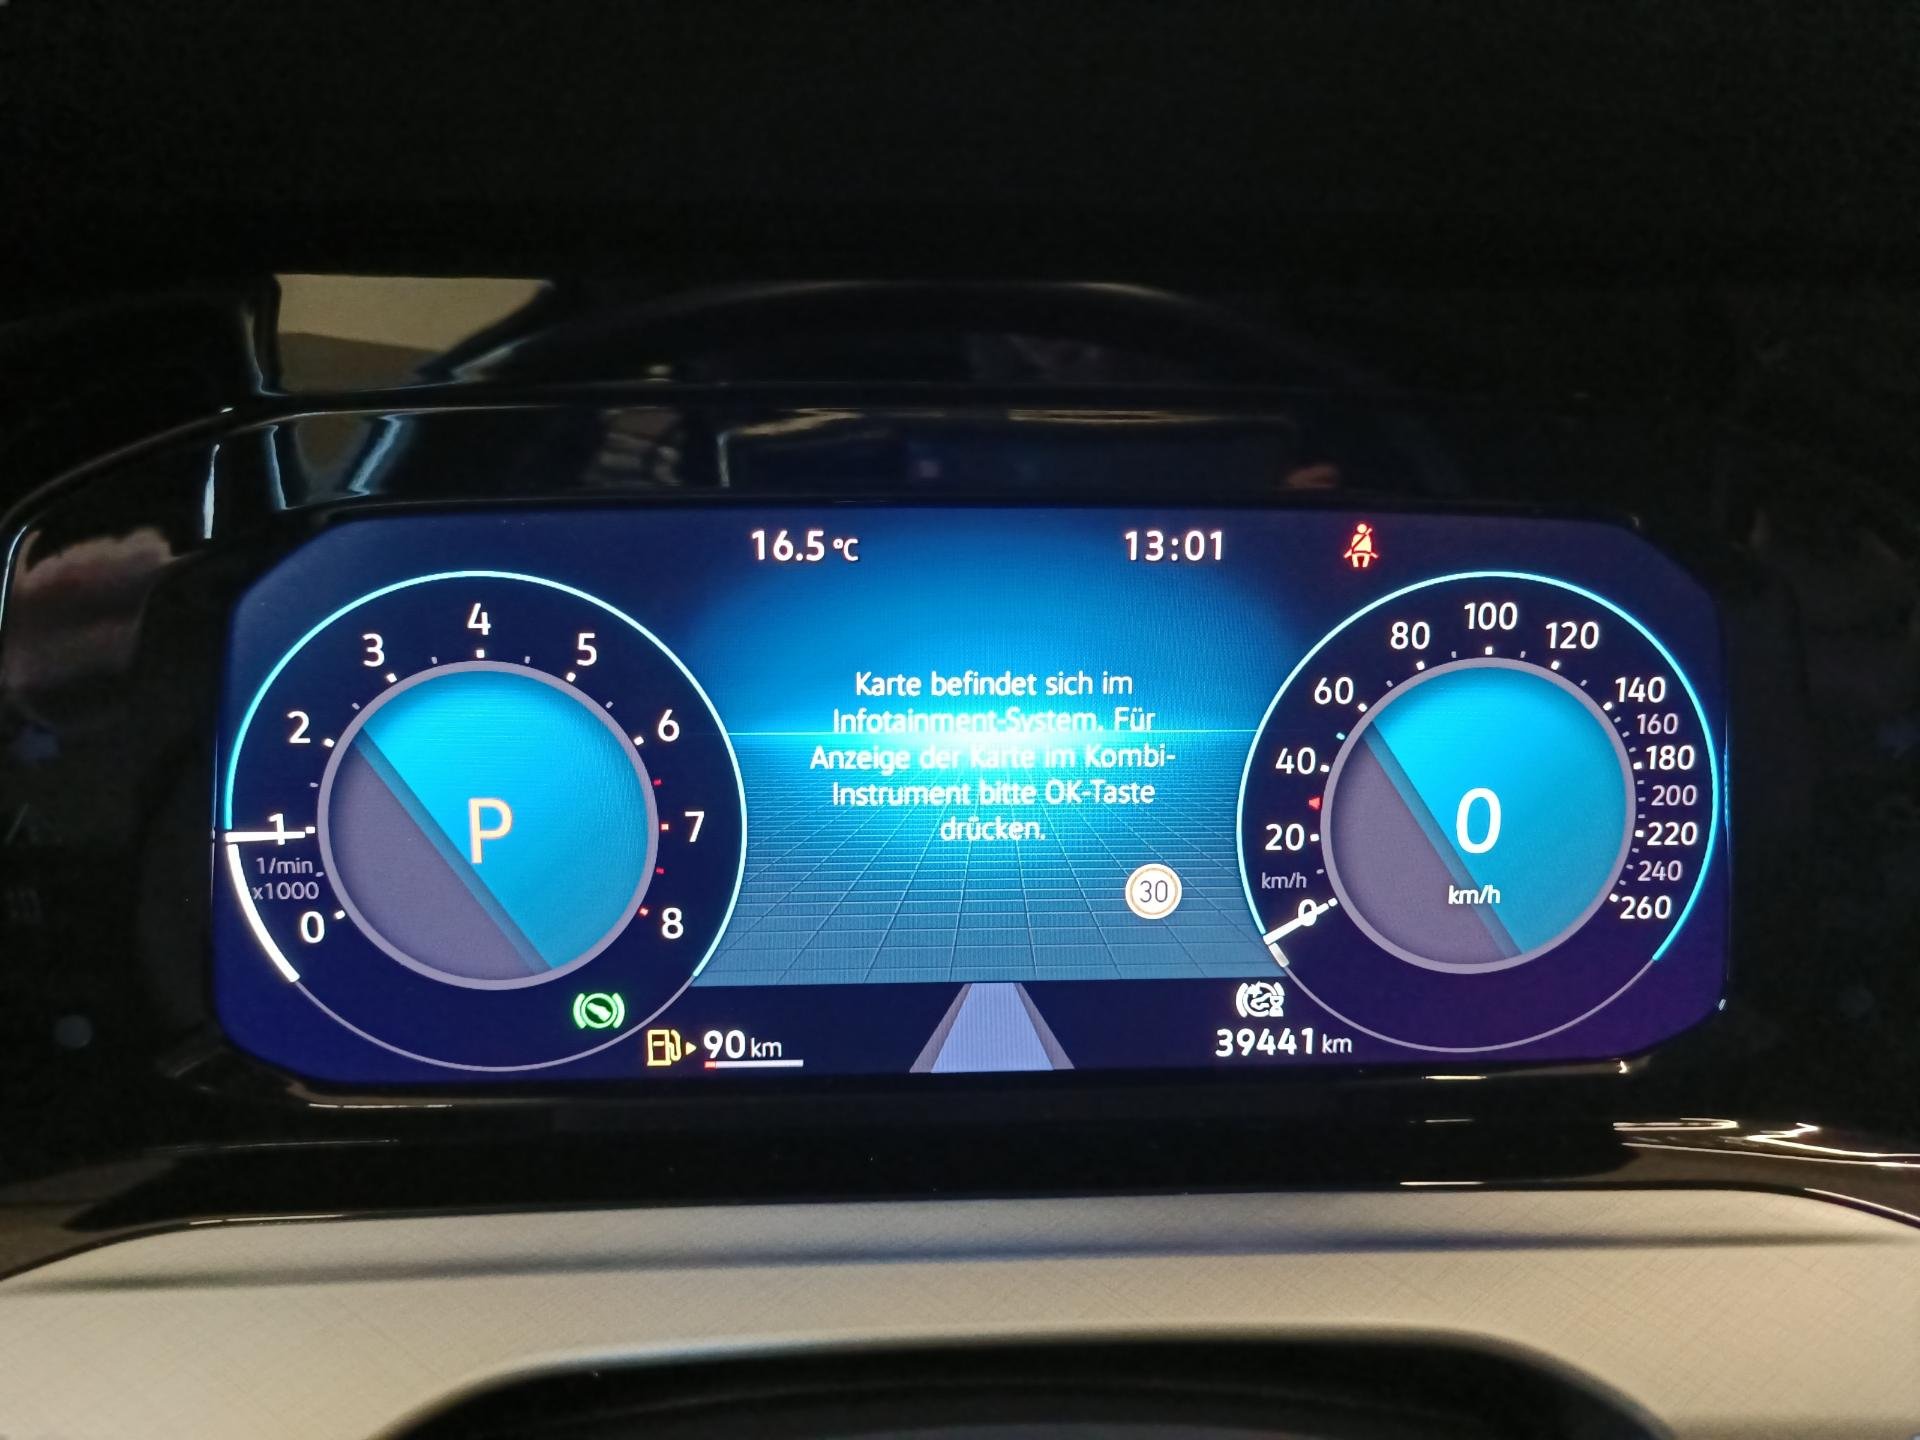 16.5 °C
13:01
4
3
5
2
6
1
7
1/min
x1000
0
8
P
Karte befindet sich im
Infotainment-System. Für
Anzeige der Karte im Kombi-
Instrument bitte OK-Taste
drücken.
30
100
80
120
60
140
160
40
180
200
20
220
km/h
240
0
260
0
km/h
90 km
39441 km